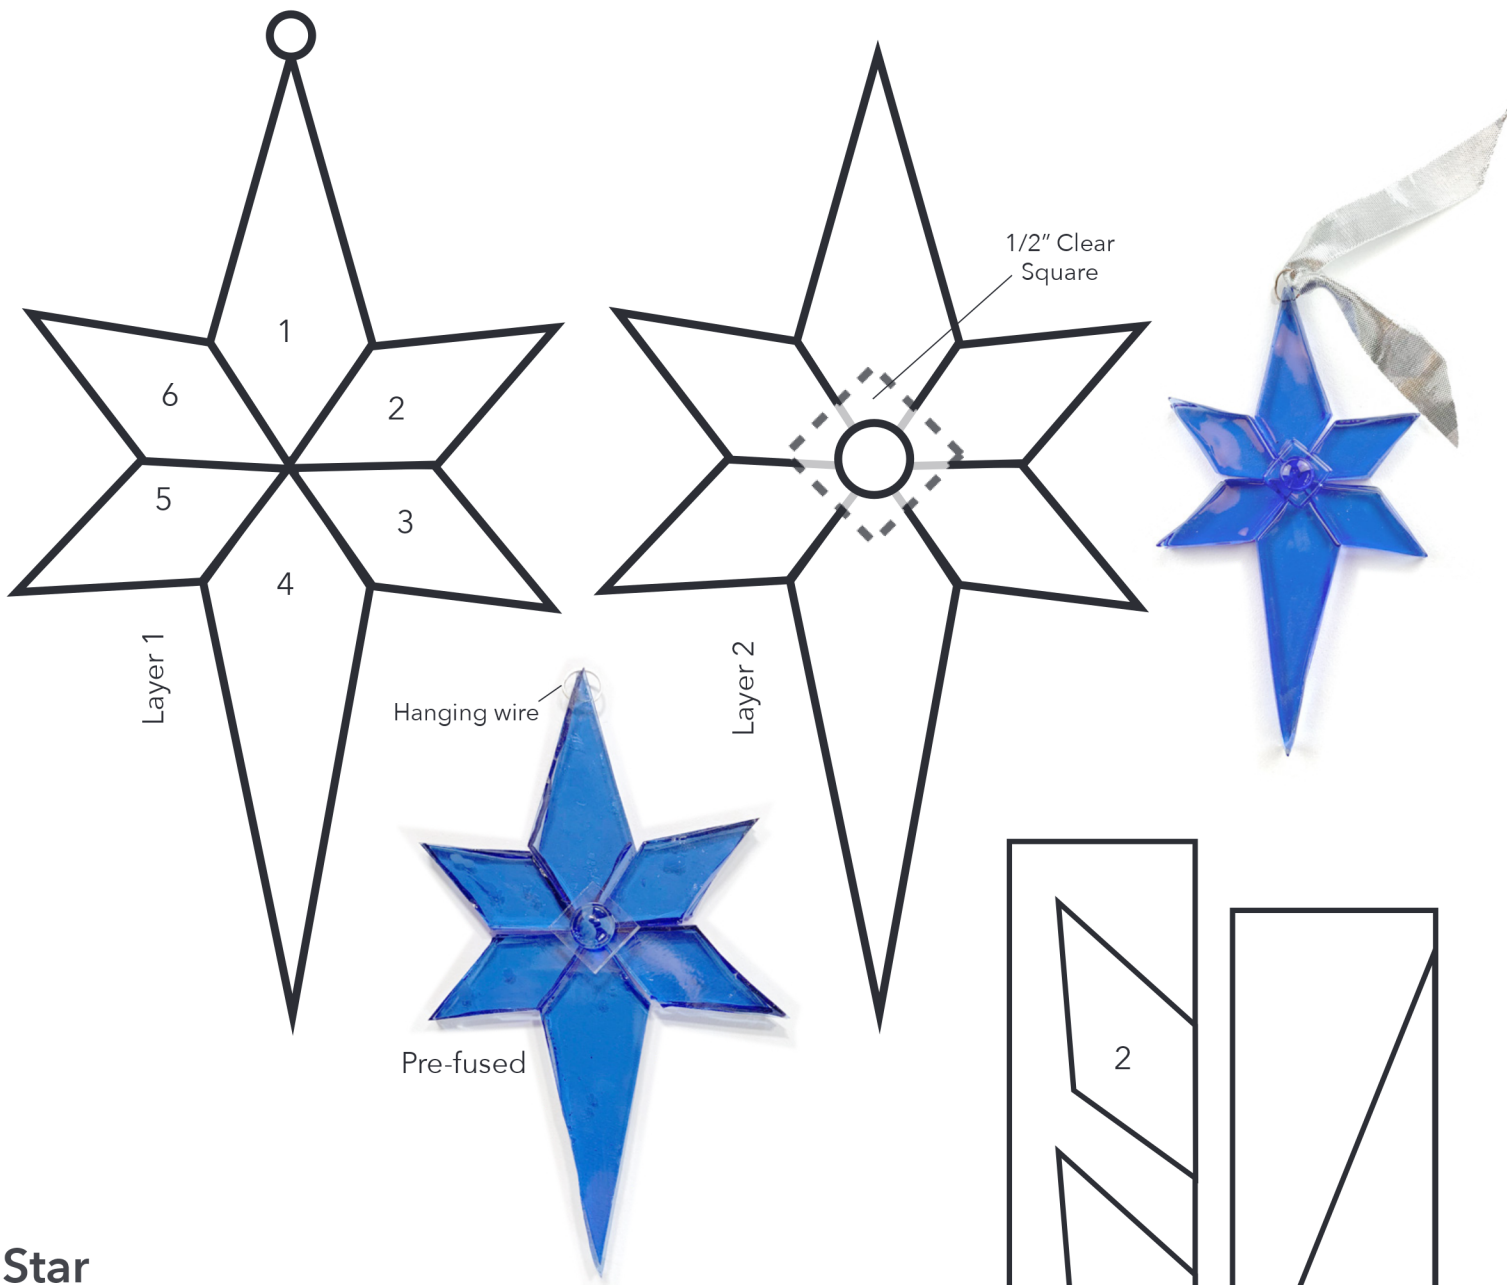 1
2
3
4
5
6
Layer 1
1/2” Clear
Square
Layer 2
Hanging wire
Pre-fused
2
Star